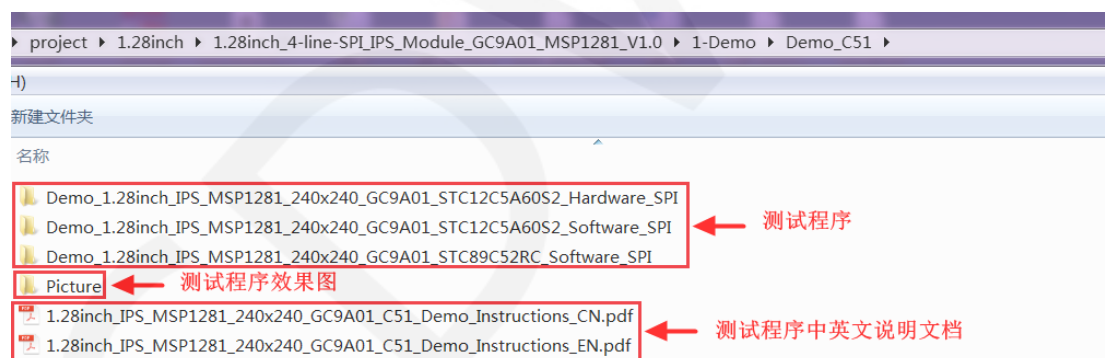 project ▸ 1.28inch ▸ 1.28inch_4-line-SPI_IPS_Module_GC9A01_MSP1281_V1.0 ▸ 1-Demo ▸ Demo_C51 ▸
H)
新建文件夹
名称
Demo_1.28inch_IPS_MSP1281_240x240_GC9A01_STC12C5A60S2_Hardware_SPI
Demo_1.28inch_IPS_MSP1281_240x240_GC9A01_STC12C5A60S2_Software_SPI 测试程序
Demo_1.28inch_IPS_MSP1281_240x240_GC9A01_STC89C52RC_Software_SPI
Picture 测试程序效果图
1.28inch_IPS_MSP1281_240x240_GC9A01_C51_Demo_Instructions_CN.pdf
测试程序中英文说明文档
1.28inch_IPS_MSP1281_240x240_GC9A01_C51_Demo_Instructions_EN.pdf